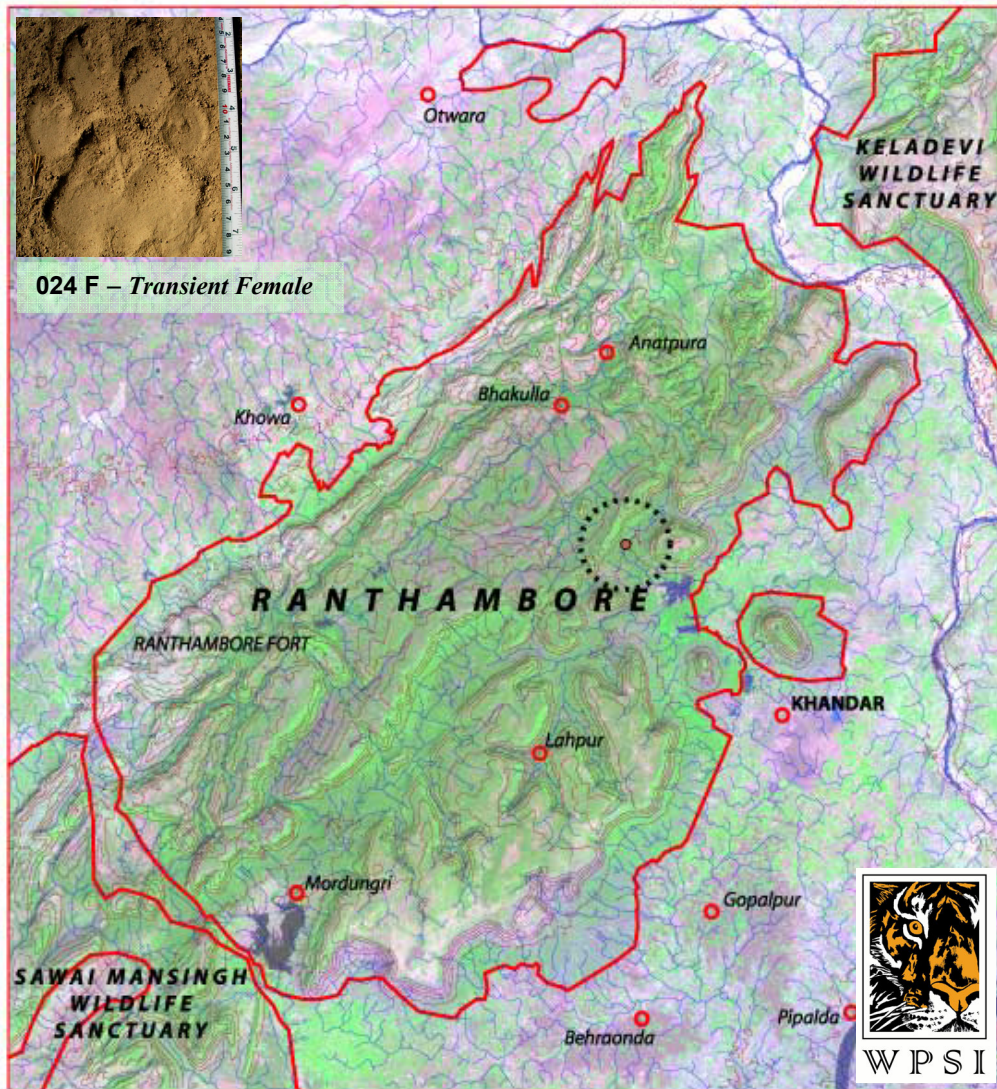 Otwara
KELADEVI
WILDLIFE
SANCTUARY
024 F – Transient Female
Anatpura
Bhakulla
Khowa
RANTHAMBORE
RANTHAMBORE FORT
KHANDAR
Lahpur
Mordungri
Gopalpur
SAWAI MANSINGH
WILDLIFE
SANCTUARY
Behraonda
Pipalda
WPSI